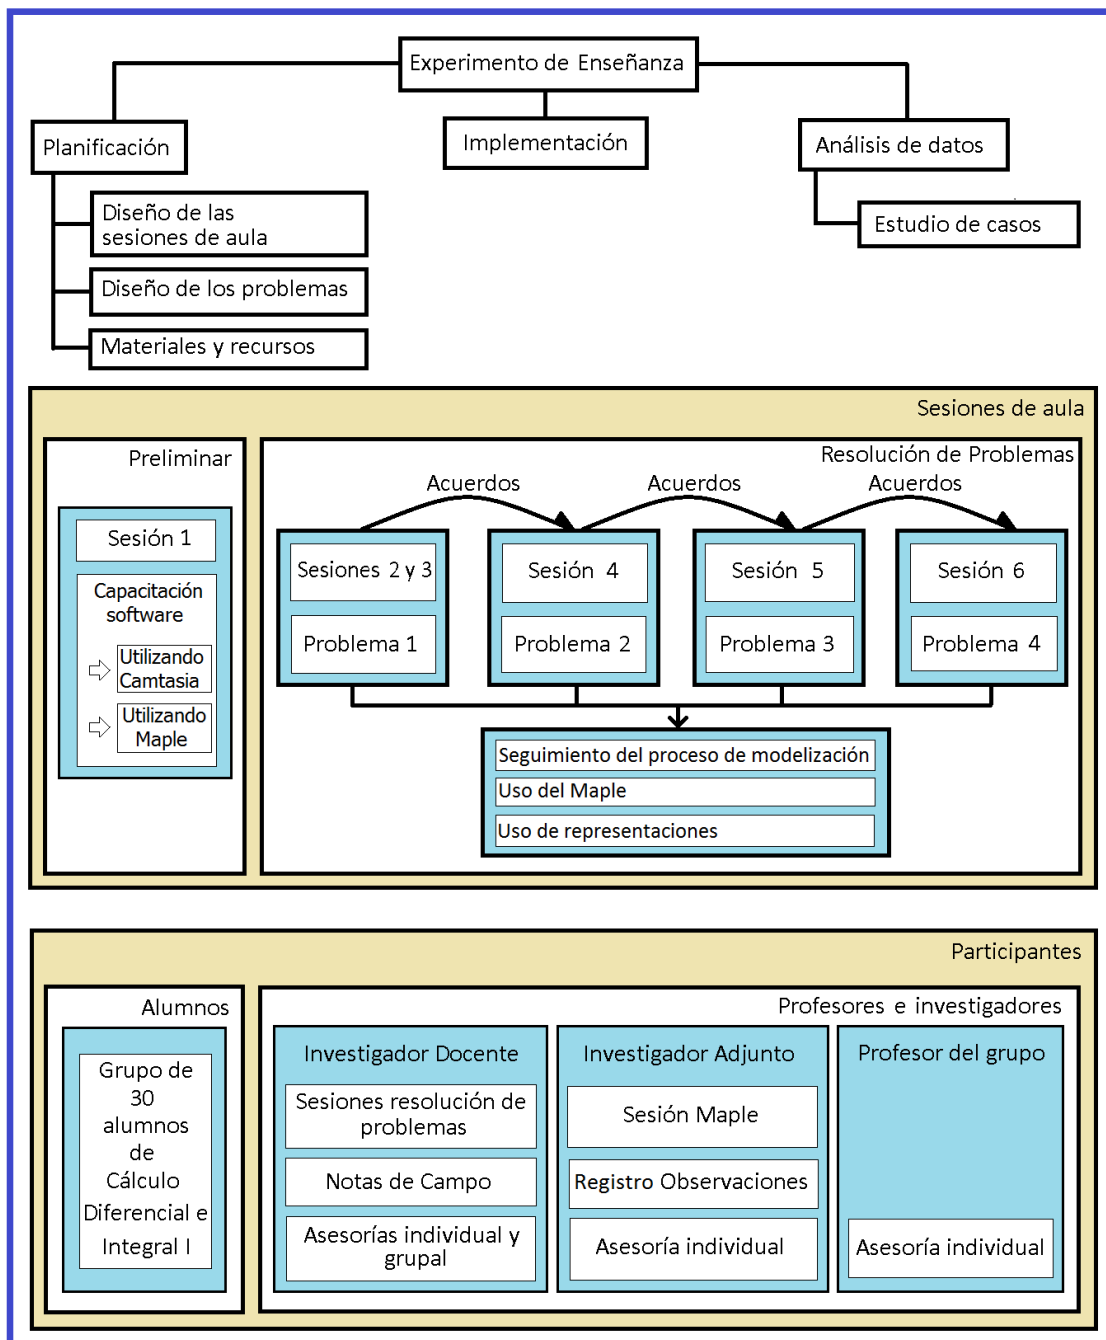 Experimento de Enseñanza
Planificación
Implementación
Análisis de datos
Diseño de las
sesiones de aula
Diseño de los problemas
Materiales y recursos
Estudio de casos
Sesiones de aula
Preliminar
Sesión 1
Capacitación
software
Utilizando
Camtasia
Utilizando
Maple
Resolución de Problemas
Acuerdos
Acuerdos
Acuerdos
Sesiones 2 y 3
Problema 1
Sesión 4
Problema 2
Sesión 5
Problema 3
Sesión 6
Problema 4
Seguimiento del proceso de modelización
Uso del Maple
Uso de representaciones
Participantes
Alumnos
Grupo de
30
alumnos
de
Cálculo
Diferencial e
Integral I
Profesores e investigadores
Investigador Docente
Sesiones resolución de
problemas
Notas de Campo
Asesorías individual y
grupal
Investigador Adjunto
Sesión Maple
Registro Observaciones
Asesoría individual
Profesor del grupo
Asesoría individual